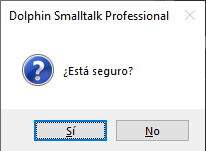 Dolphin Smalltalk Professional
¿Está seguro?
Sí No